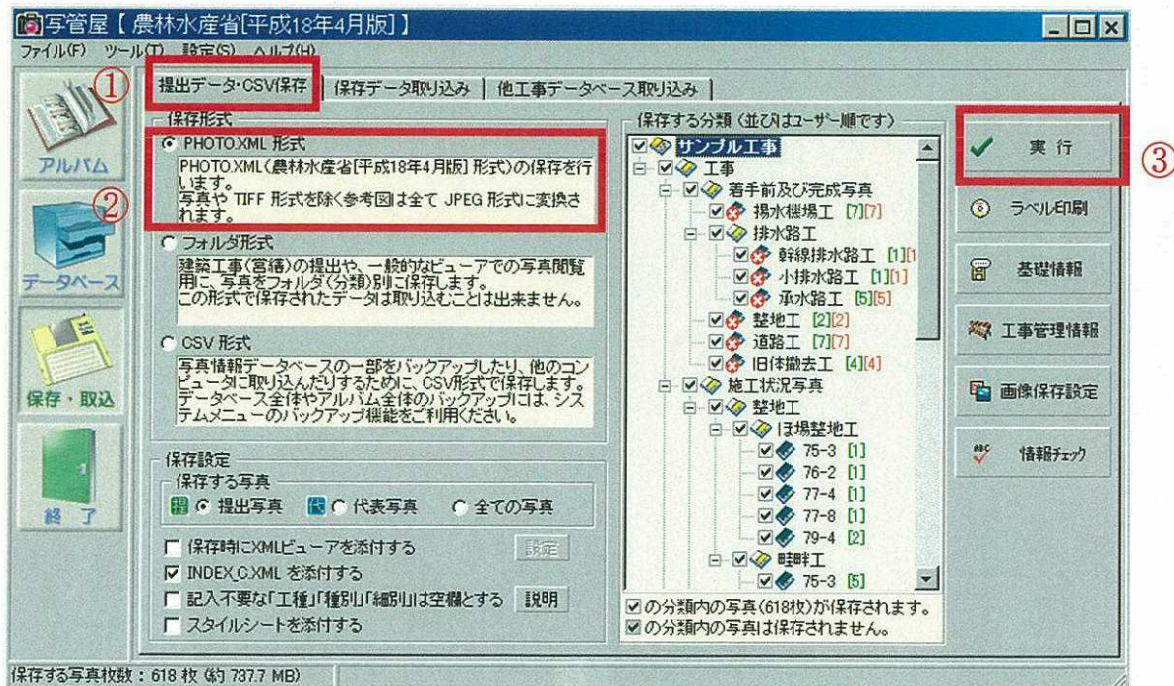 写管屋【 農林水産省[平成18年4月版] 】
ファイル(F) ツール(T) 設定(S) ヘルプ(H)
①
アルバム
②
データベース
保存・取込
終 了
提出データ・CSV保存
保存データ取り込み
他工事データベース取り込み
保存形式
PHOTO.XML 形式
PHOTO.XML(農林水産省[平成18年4月版] 形式)の保存を行
います。
写真や TIFF 形式を除く参考図は全て JPEG 形式に変換さ
れます。
フォルダ形式
建築工事(営繕)の提出や、一般的なビューアでの写真閲覧
用に、写真をフォルダ(分類)別に保存します。
この形式で保存されたデータは取り込むことは出来ません。
CSV 形式
写真情報データベースの一部をバックアップしたり、他のコン
ピュータに取り込んだりするために、CSV形式で保存します。
データベース全体やアルバム全体のバックアップには、シス
テムメニューのバックアップ機能をご利用ください。
保存設定
保存する写真
提 提出写真 代 代表写真 全ての写真
保存時にXMLビューアを添付する 設定
INDEX_C.XML を添付する
記入不要な「工種」「種別」「細別」は空欄とする 説明
スタイルシートを添付する
保存する分類 (並びはユーザー順です)
サンプル工事
工事
着手前及び完成写真
揚水機場工 [7][7]
排水路工
幹線排水路工 [1][1
小排水路工 [1][1]
承水路工 [5][5]
整地工 [2][2]
道路工 [7][7]
旧体撤去工 [4][4]
施工状況写真
整地工
ほ場整地工
75-3 [1]
76-2 [1]
77-4 [1]
77-8 [1]
79-4 [2]
畦畔工
75-3 [5]
の分類内の写真(618枚)が保存されます。
の分類内の写真は保存されません。
実 行
③
ラベル印刷
基礎情報
工事管理情報
画像保存設定
ABC
情報チェック
保存する写真枚数 : 618 枚 (約 737.7 MB)